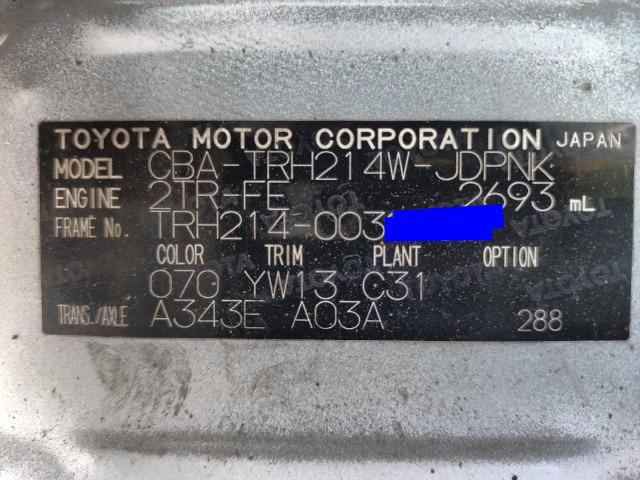 TOYOTA MOTOR CORPORATION JAPAN
MODEL CBA-TRH214W-JDPNK
ENGINE 2TR-FE 2693 mL
FRAME No. TRH214-003
COLOR TRIM PLANT OPTION
070 YW13 C31
TRANS./AXLE A343E A03A 288